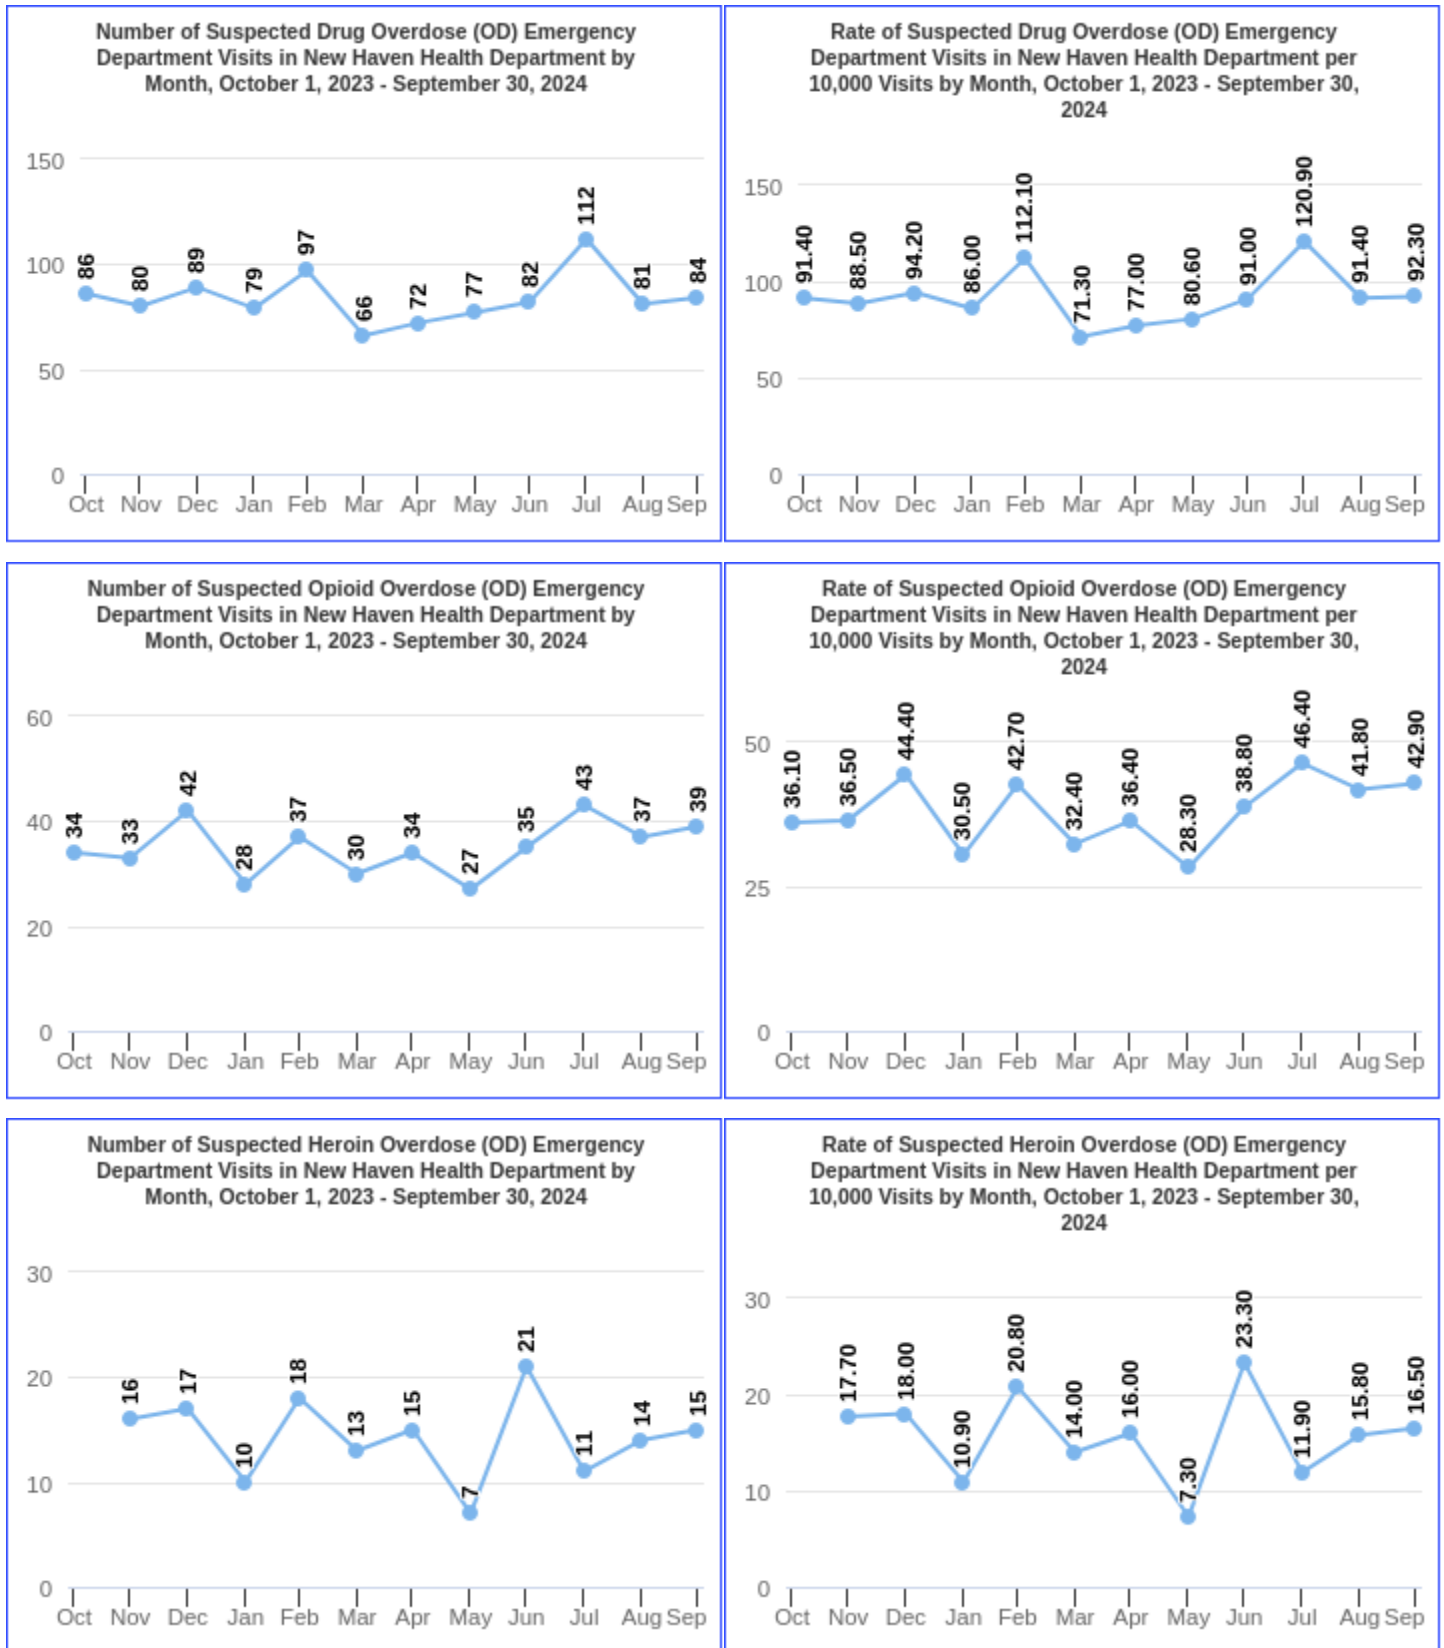 Number of Suspected Drug Overdose (OD) Emergency
Department Visits in New Haven Health Department by
Month, October 1, 2023 - September 30, 2024
150
100
50
0
86 80 89 79 97 66 72 77 82 112 81 84
Oct Nov Dec Jan Feb Mar Apr May Jun Jul Aug Sep
Rate of Suspected Drug Overdose (OD) Emergency
Department Visits in New Haven Health Department per
10,000 Visits by Month, October 1, 2023 - September 30,
2024
150
100
50
0
91.40 88.50 94.20 86.00 112.10 71.30 77.00 80.60 91.00 120.90 91.40 92.30
Oct Nov Dec Jan Feb Mar Apr May Jun Jul Aug Sep
Number of Suspected Opioid Overdose (OD) Emergency
Department Visits in New Haven Health Department by
Month, October 1, 2023 - September 30, 2024
60
40
20
0
34 33 42 28 37 30 34 27 35 43 37 39
Oct Nov Dec Jan Feb Mar Apr May Jun Jul Aug Sep
Rate of Suspected Opioid Overdose (OD) Emergency
Department Visits in New Haven Health Department per
10,000 Visits by Month, October 1, 2023 - September 30,
2024
50
25
0
36.10 36.50 44.40 30.50 42.70 32.40 36.40 28.30 38.80 46.40 41.80 42.90
Oct Nov Dec Jan Feb Mar Apr May Jun Jul Aug Sep
Number of Suspected Heroin Overdose (OD) Emergency
Department Visits in New Haven Health Department by
Month, October 1, 2023 - September 30, 2024
30
20
10
0
16 17 10 18 13 15 7 21 11 14 15
Oct Nov Dec Jan Feb Mar Apr May Jun Jul Aug Sep
Rate of Suspected Heroin Overdose (OD) Emergency
Department Visits in New Haven Health Department per
10,000 Visits by Month, October 1, 2023 - September 30,
2024
30
20
10
0
17.70 18.00 10.90 20.80 14.00 16.00 7.30 23.30 11.90 15.80 16.50
Oct Nov Dec Jan Feb Mar Apr May Jun Jul Aug Sep